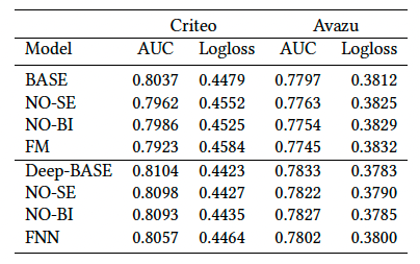 Criteo Avazu
Model AUC Logloss AUC Logloss
BASE 0.8037 0.4479 0.7797 0.3812
NO-SE 0.7962 0.4552 0.7763 0.3825
NO-BI 0.7986 0.4525 0.7754 0.3829
FM 0.7923 0.4584 0.7745 0.3832
Deep-BASE 0.8104 0.4423 0.7833 0.3783
NO-SE 0.8098 0.4427 0.7822 0.3790
NO-BI 0.8093 0.4435 0.7827 0.3785
FNN 0.8057 0.4464 0.7802 0.3800